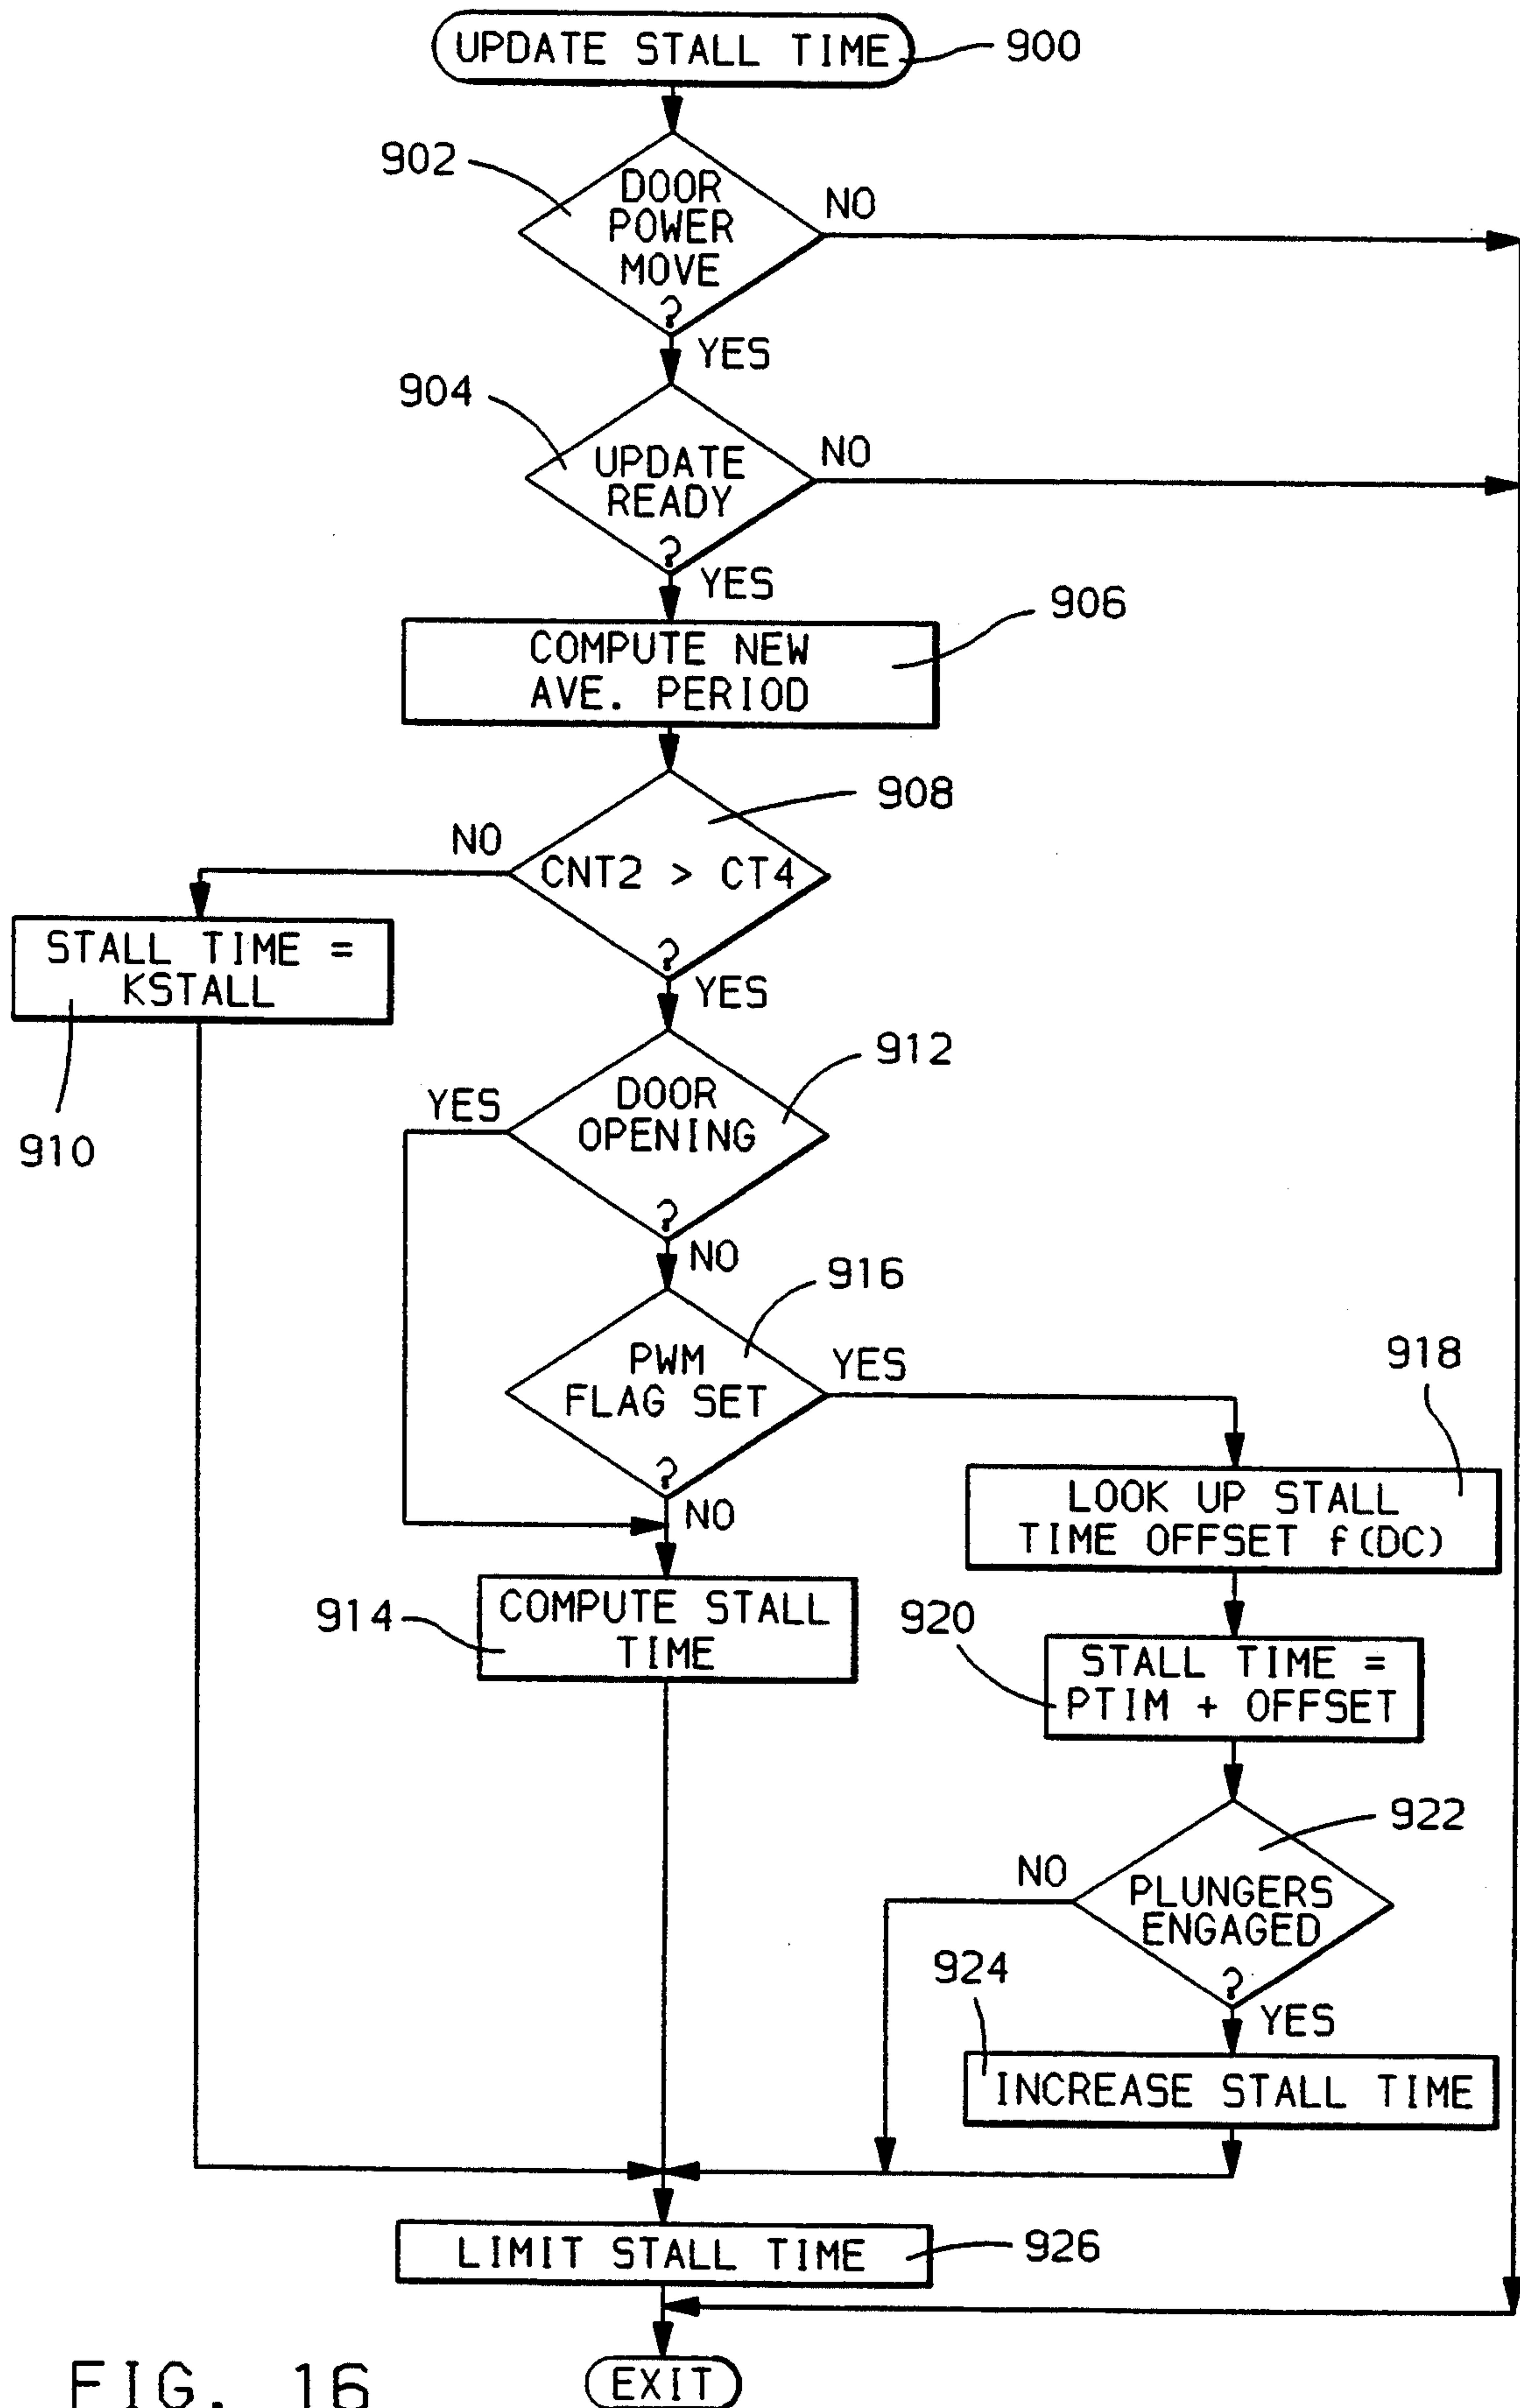 UPDATE STALL TIME
900
902
DOOR
POWER
MOVE
?
NO
YES
904
UPDATE
READY
?
NO
YES
906
COMPUTE NEW
AVE. PERIOD
908
NO
CNT2 > CT4
?
YES
STALL TIME =
KSTALL
910
912
YES
DOOR
OPENING
?
NO
916
PWM
FLAG SET
?
YES
NO
918
LOOK UP STALL
TIME OFFSET f(DC)
914
COMPUTE STALL
TIME
920
STALL TIME =
PTIM + OFFSET
922
NO
PLUNGERS
ENGAGED
?
YES
924
INCREASE STALL TIME
LIMIT STALL TIME
926
EXIT
FIG. 16